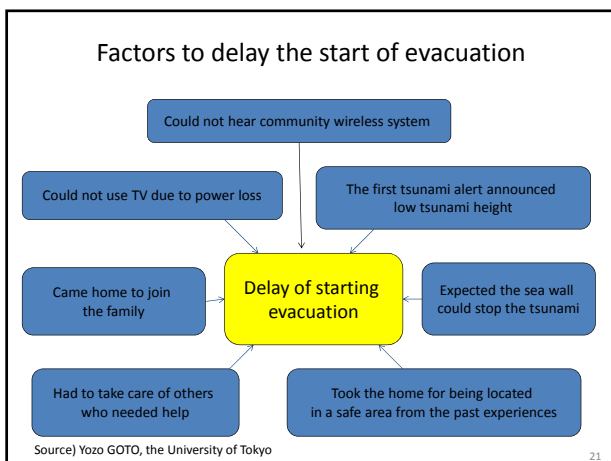 Factors to delay the start of evacuation
Could not hear community wireless system
Could not use TV due to power loss
The first tsunami alert announced
low tsunami height
Came home to join
the family
Delay of starting
evacuation
Expected the sea wall
could stop the tsunami
Had to take care of others
who needed help
Took the home for being located
in a safe area from the past experiences
Source) Yozo GOTO, the University of Tokyo
21